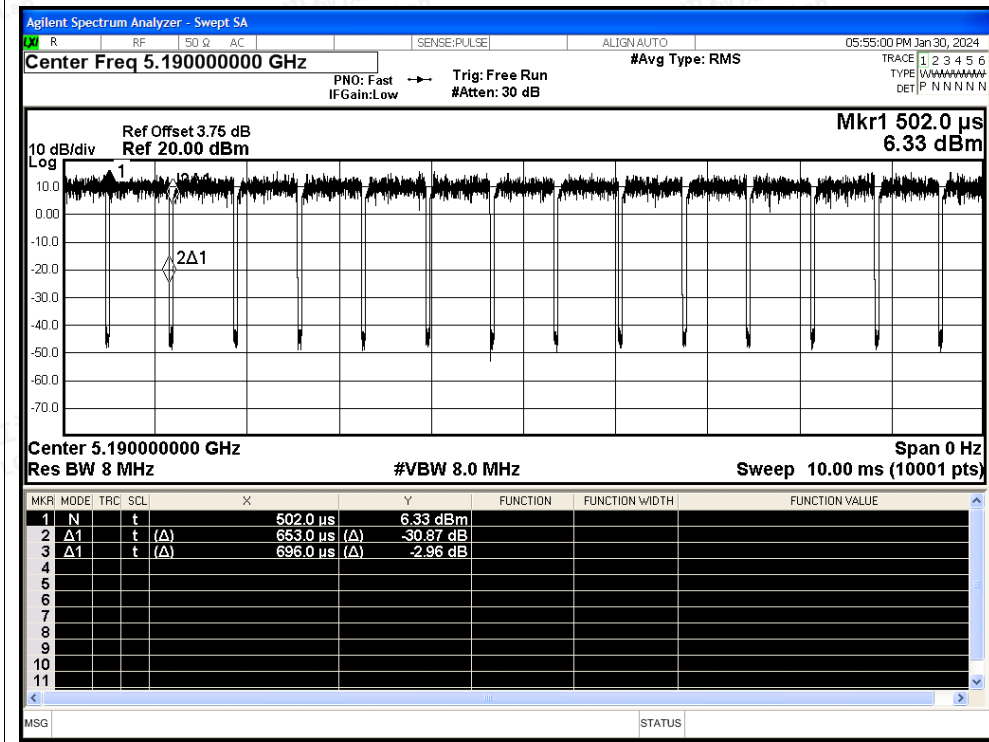 Agilent Spectrum Analyzer - Swept SA
LXI R RF 50 Ω AC SENSE:PULSE ALIGN AUTO 05:55:00 PM Jan 30, 2024
Center Freq 5.190000000 GHz #Avg Type: RMS TRACE 1 2 3 4 5 6
PNO: Fast Trig: Free Run TYPE
IFGain:Low #Atten: 30 dB DET P N N N N N
Mkr1 502.0 µs
Ref Offset 3.75 dB
10 dB/div Ref 20.00 dBm 6.33 dBm
Log
1
10.0
0.00
-10.0
2Δ1
-20.0
-30.0
-40.0
-50.0
-60.0
-70.0
Center 5.190000000 GHz Span 0 Hz
Res BW 8 MHz #VBW 8.0 MHz Sweep 10.00 ms (10001 pts)
MKR MODE TRC SCL X Y FUNCTION FUNCTION WIDTH FUNCTION VALUE
1 N t 502.0 µs 6.33 dBm
2 Δ1 t (Δ) 653.0 µs (Δ) -30.87 dB
3 Δ1 t (Δ) 696.0 µs (Δ) -2.96 dB
4
5
6
7
8
9
10
11
MSG STATUS